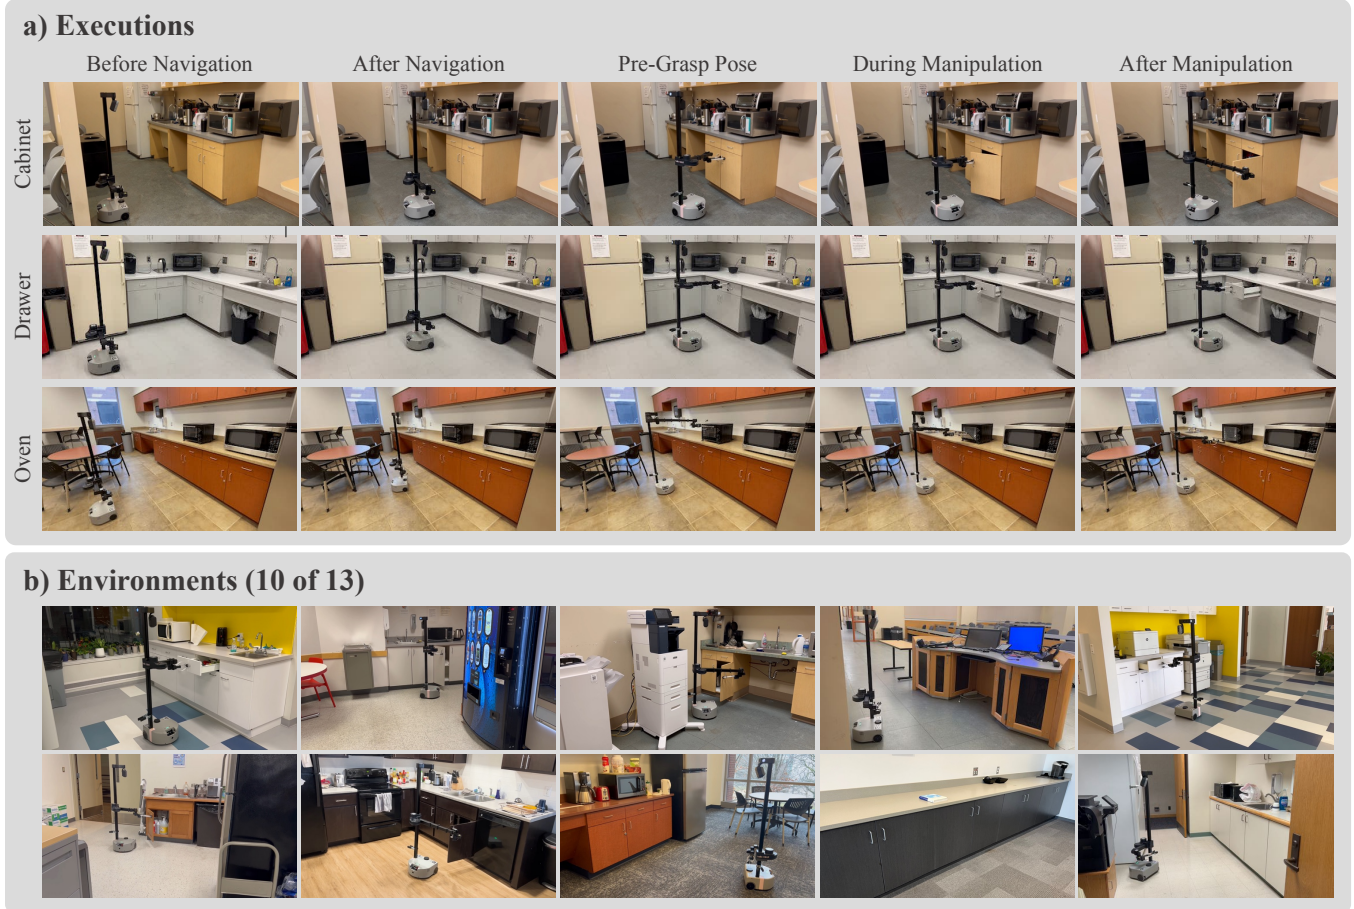 a) Executions
Before Navigation After Navigation Pre-Grasp Pose During Manipulation After Manipulation
Cabinet
Drawer
Oven
b) Environments (10 of 13)